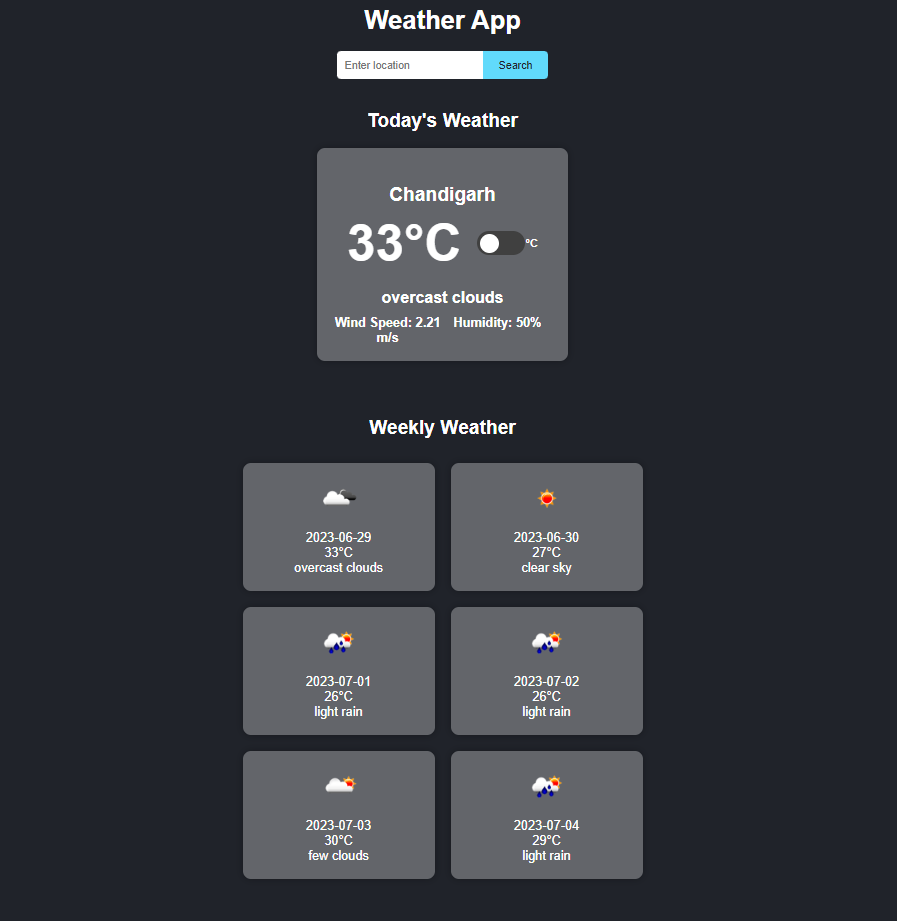 Weather App
Enter location
Search
Today's Weather
Chandigarh
33°C
°C
overcast clouds
Wind Speed: 2.21 m/s
Humidity: 50%
Weekly Weather
2023-06-29
33°C
overcast clouds
2023-06-30
27°C
clear sky
2023-07-01
26°C
light rain
2023-07-02
26°C
light rain
2023-07-03
30°C
few clouds
2023-07-04
29°C
light rain